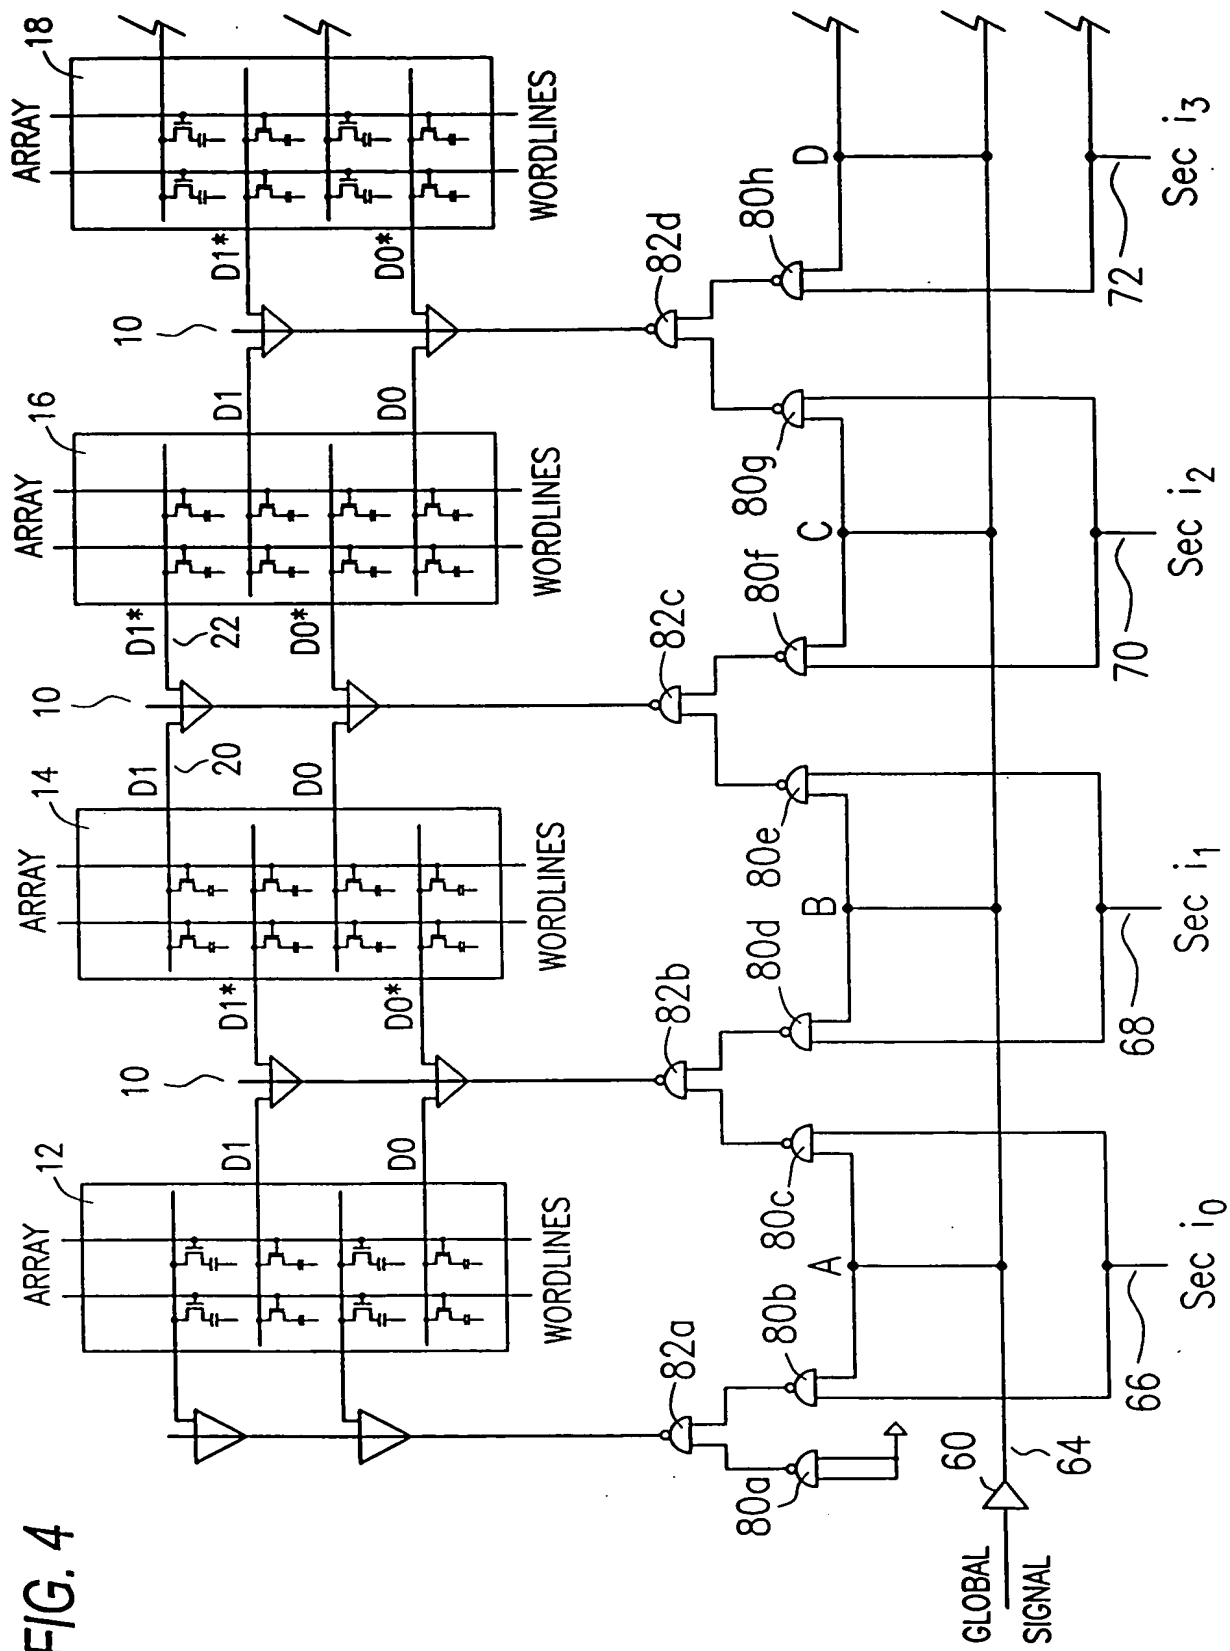 FIG. 4
ARRAY
12
ARRAY
14
ARRAY
16
ARRAY
18
10
10
10
D1
D1*
D1
D1*
D1
D1*
20
22
D0
D0*
D0
D0*
D0
D0*
WORDLINES
WORDLINES
WORDLINES
WORDLINES
82a
82b
82c
82d
80a
80b
80c
80d
80e
80f
80g
80h
A
B
C
D
GLOBAL
SIGNAL
60
64
66
68
70
72
Sec i0
Sec i1
Sec i2
Sec i3